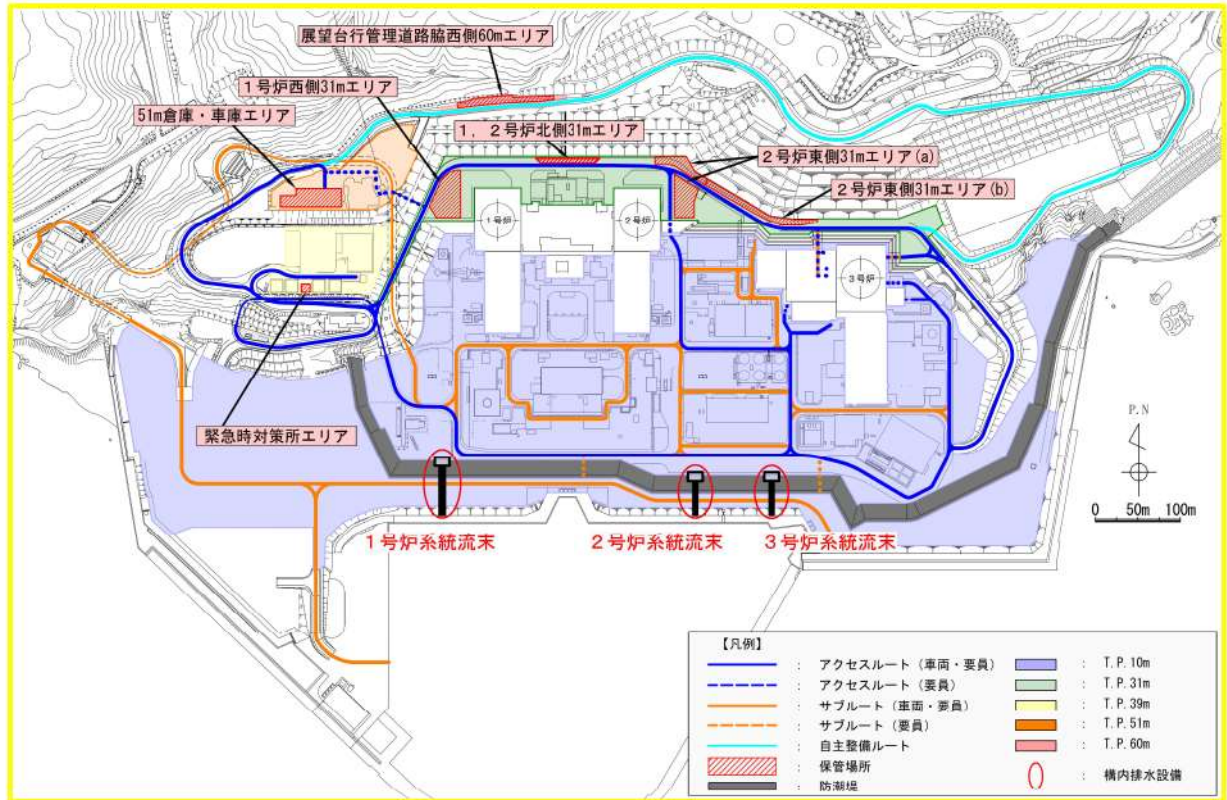 展望台行管理道路脇西側60mエリア
1号炉西側31mエリア
51m倉庫・車庫エリア
1，2号炉北側31mエリア
2号炉東側31mエリア(a)
2号炉東側31mエリア(b)
1号炉
2号炉
3号炉
緊急時対策所エリア
P.N
0 50m 100m
1号炉系統流末
2号炉系統流末
3号炉系統流末
【凡例】
: アクセスルート（車両・要員）
: アクセスルート（要員）
: サブルート（車両・要員）
: サブルート（要員）
: 自主整備ルート
: 保管場所
: 防潮堤
: T.P.10m
: T.P.31m
: T.P.39m
: T.P.51m
: T.P.60m
: 構内排水設備